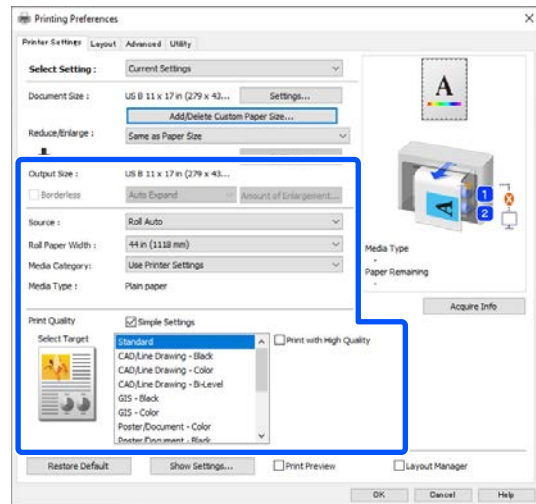 Printing Preferences
Printer Settings Layout Advanced Utility
Select Setting : Current Settings
Document Size : US B 11 x 17 in (279 x 43... Settings...
Add/Delete Custom Paper Size...
Reduce/Enlarge : Same as Paper Size
Output Size : US B 11 x 17 in (279 x 43...
Borderless Auto Expand Amount of Enlargement...
Source : Roll Auto
Roll Paper Width : 44 in (1118 mm)
Media Category: Use Printer Settings
Media Type : Plain paper
Print Quality Simple Settings
Select Target
Standard
Print with High Quality
CAD/Line Drawing - Black
CAD/Line Drawing - Color
CAD/Line Drawing - Bi-Level
GIS - Black
GIS - Color
Poster/Document - Color
Poster/Document - Black
A
A
1
2
Media Type
-
Paper Remaining
-
Acquire Info
Restore Default Show Settings... Print Preview Layout Manager
OK Cancel Help